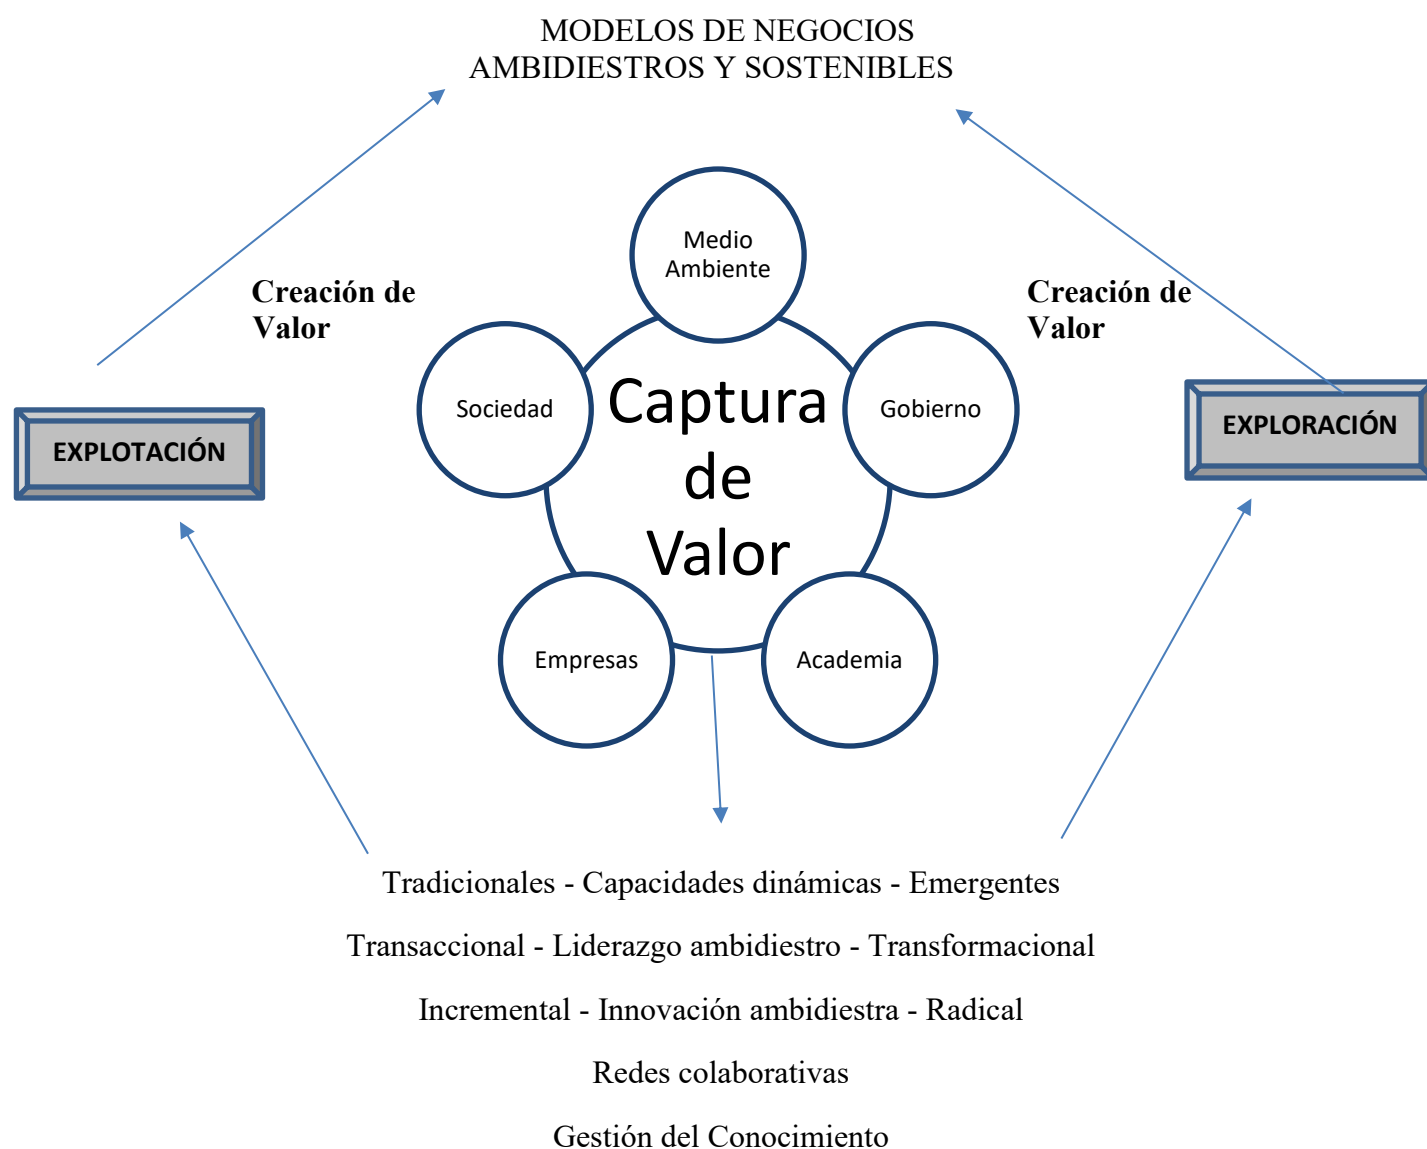 MODELOS DE NEGOCIOS
AMBIDIESTROS Y SOSTENIBLES
Medio
Ambiente
Creación de
Valor
Creación de
Valor
Sociedad
Captura
de
Valor
Gobierno
EXPLOTACIÓN
EXPLORACIÓN
Empresas
Academia
Tradicionales - Capacidades dinámicas - Emergentes
Transaccional - Liderazgo ambidiestro - Transformacional
Incremental - Innovación ambidiestra - Radical
Redes colaborativas
Gestión del Conocimiento